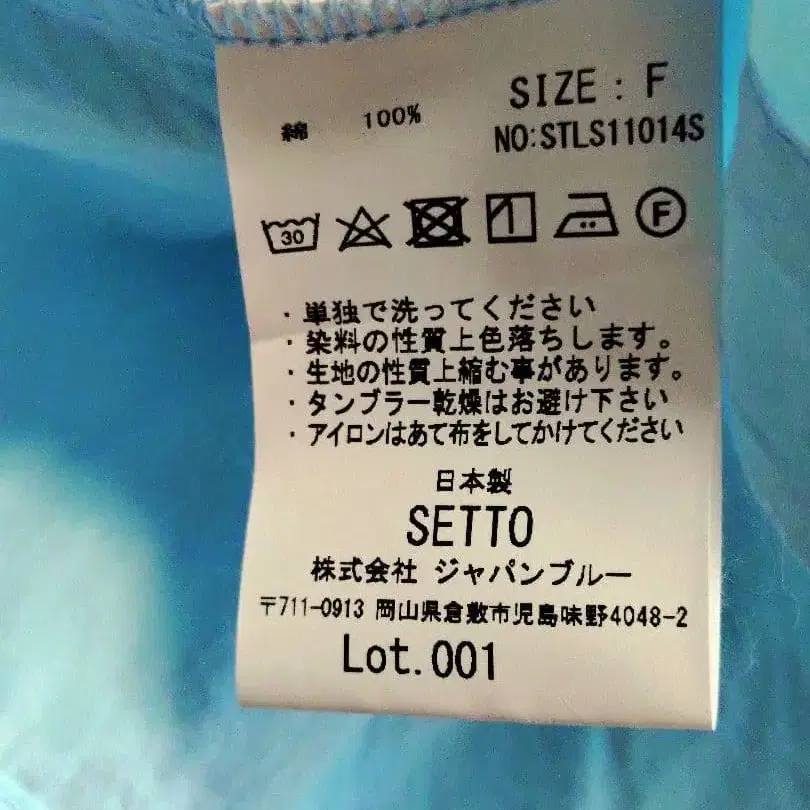 綿 100% SIZE : F
NO:STLS11014S
30 F
・単独で洗ってください
・染料の性質上色落ちします。
・生地の性質上縮む事があります。
・タンブラー乾燥はお避け下さい
・アイロンはあて布をしてかけてください
日本製
SETTO
株式会社 ジャパンブルー
〒711-0913 岡山県倉敷市児島味野4048-2
Lot.001